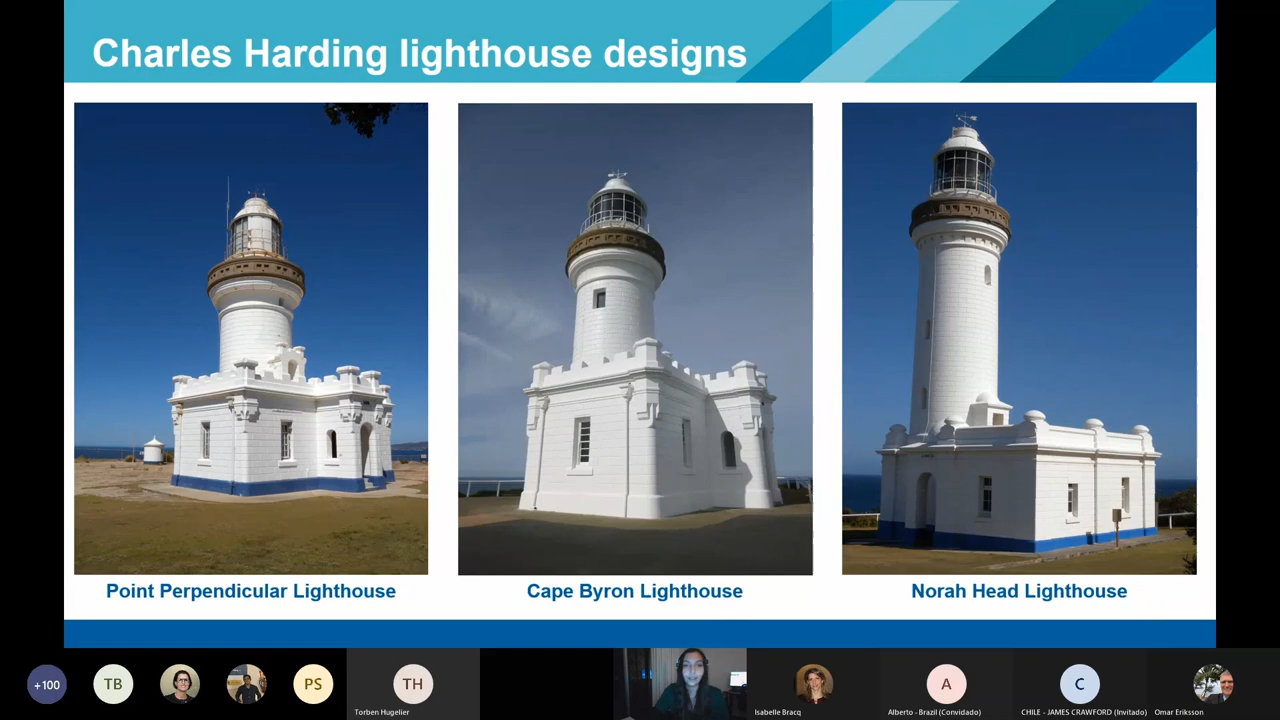 Charles Harding lighthouse designs
Point Perpendicular Lighthouse
Cape Byron Lighthouse
Norah Head Lighthouse
+100
TB
PS
TH
A
C
Torben Hugelier
Isabelle Bracq
Alberto - Brazil (Convidado)
CHILE - JAMES CRAWFORD (Invitado)
Omar Eriksson